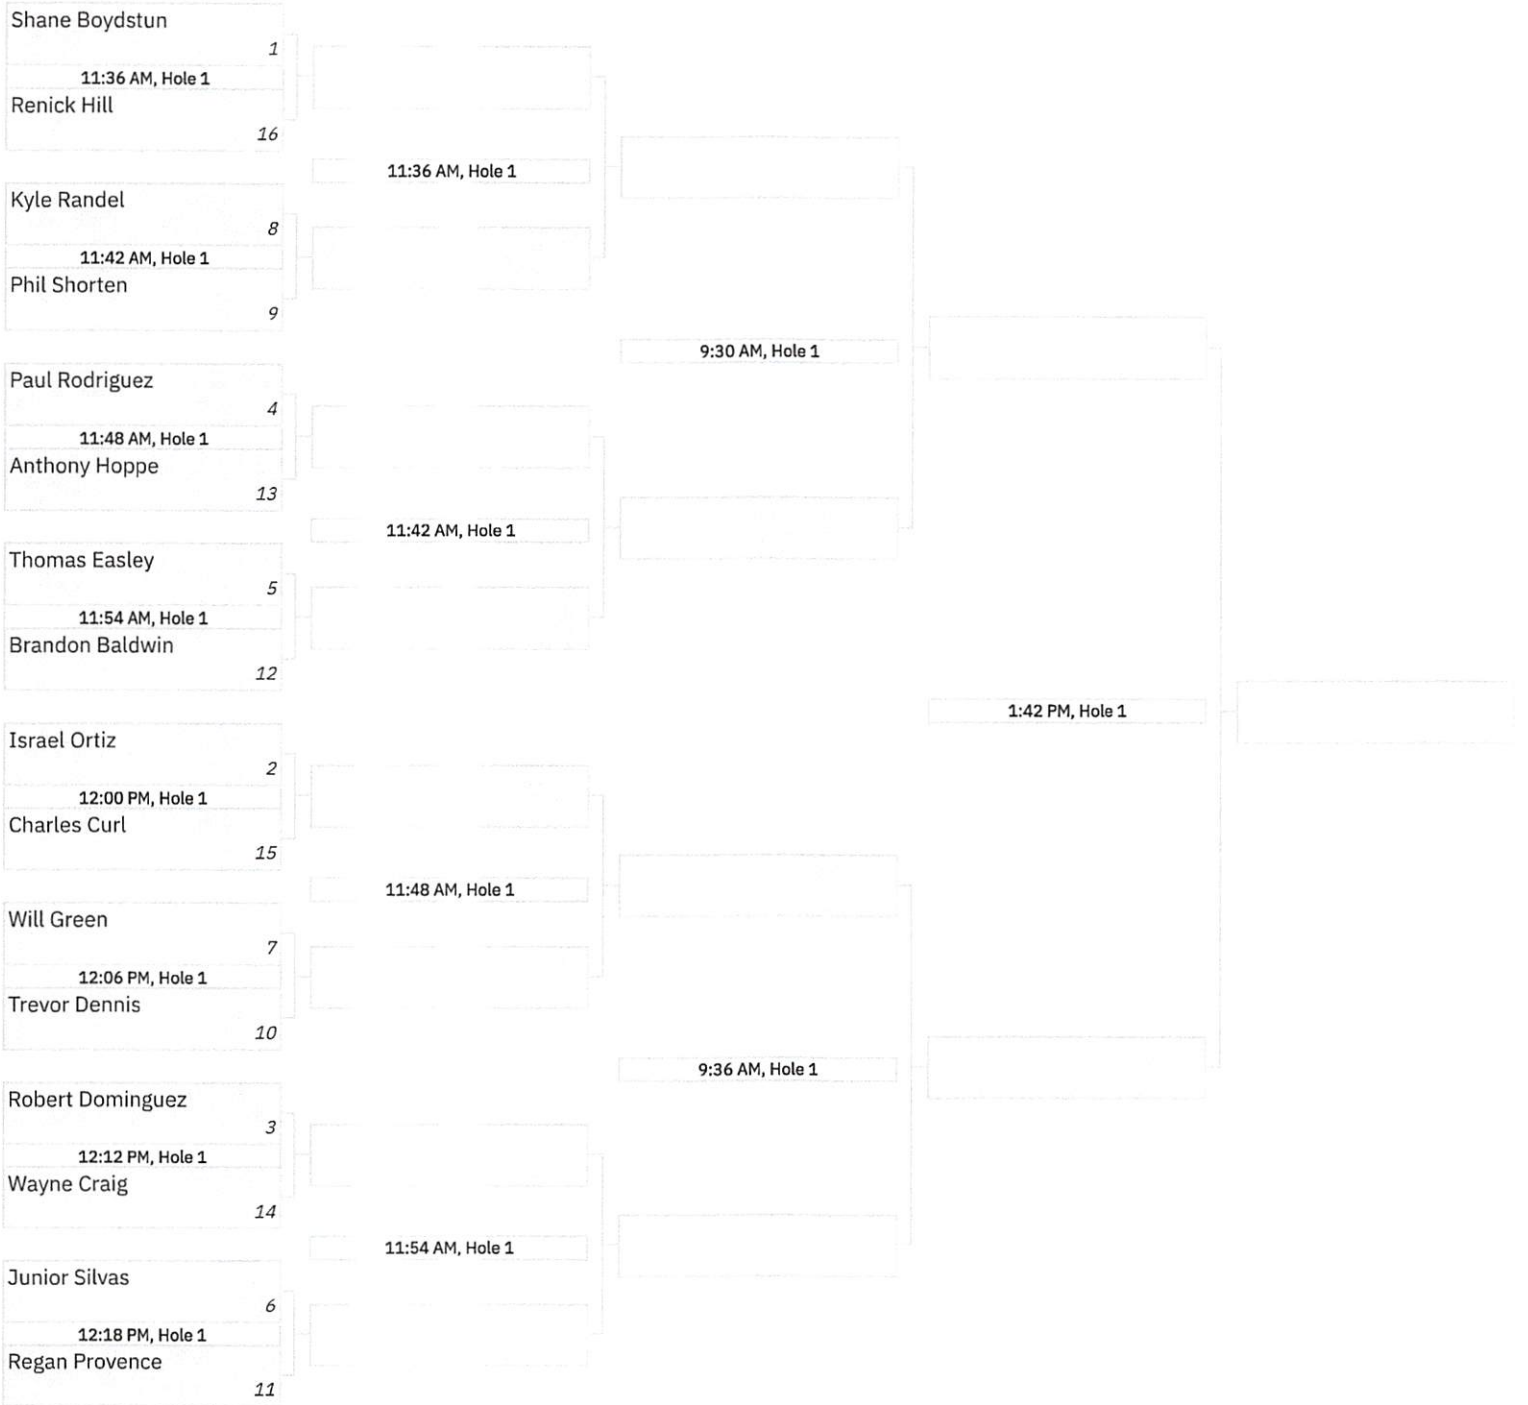 Shane Boydstun
1
11:36 AM, Hole 1
Renick Hill
16
Kyle Randel
8
11:42 AM, Hole 1
Phil Shorten
9
Paul Rodriguez
4
11:48 AM, Hole 1
Anthony Hoppe
13
Thomas Easley
5
11:54 AM, Hole 1
Brandon Baldwin
12
Israel Ortiz
2
12:00 PM, Hole 1
Charles Curl
15
Will Green
7
12:06 PM, Hole 1
Trevor Dennis
10
Robert Dominguez
3
12:12 PM, Hole 1
Wayne Craig
14
Junior Silvas
6
12:18 PM, Hole 1
Regan Provence
11
11:36 AM, Hole 1
11:42 AM, Hole 1
11:48 AM, Hole 1
11:54 AM, Hole 1
9:30 AM, Hole 1
9:36 AM, Hole 1
1:42 PM, Hole 1